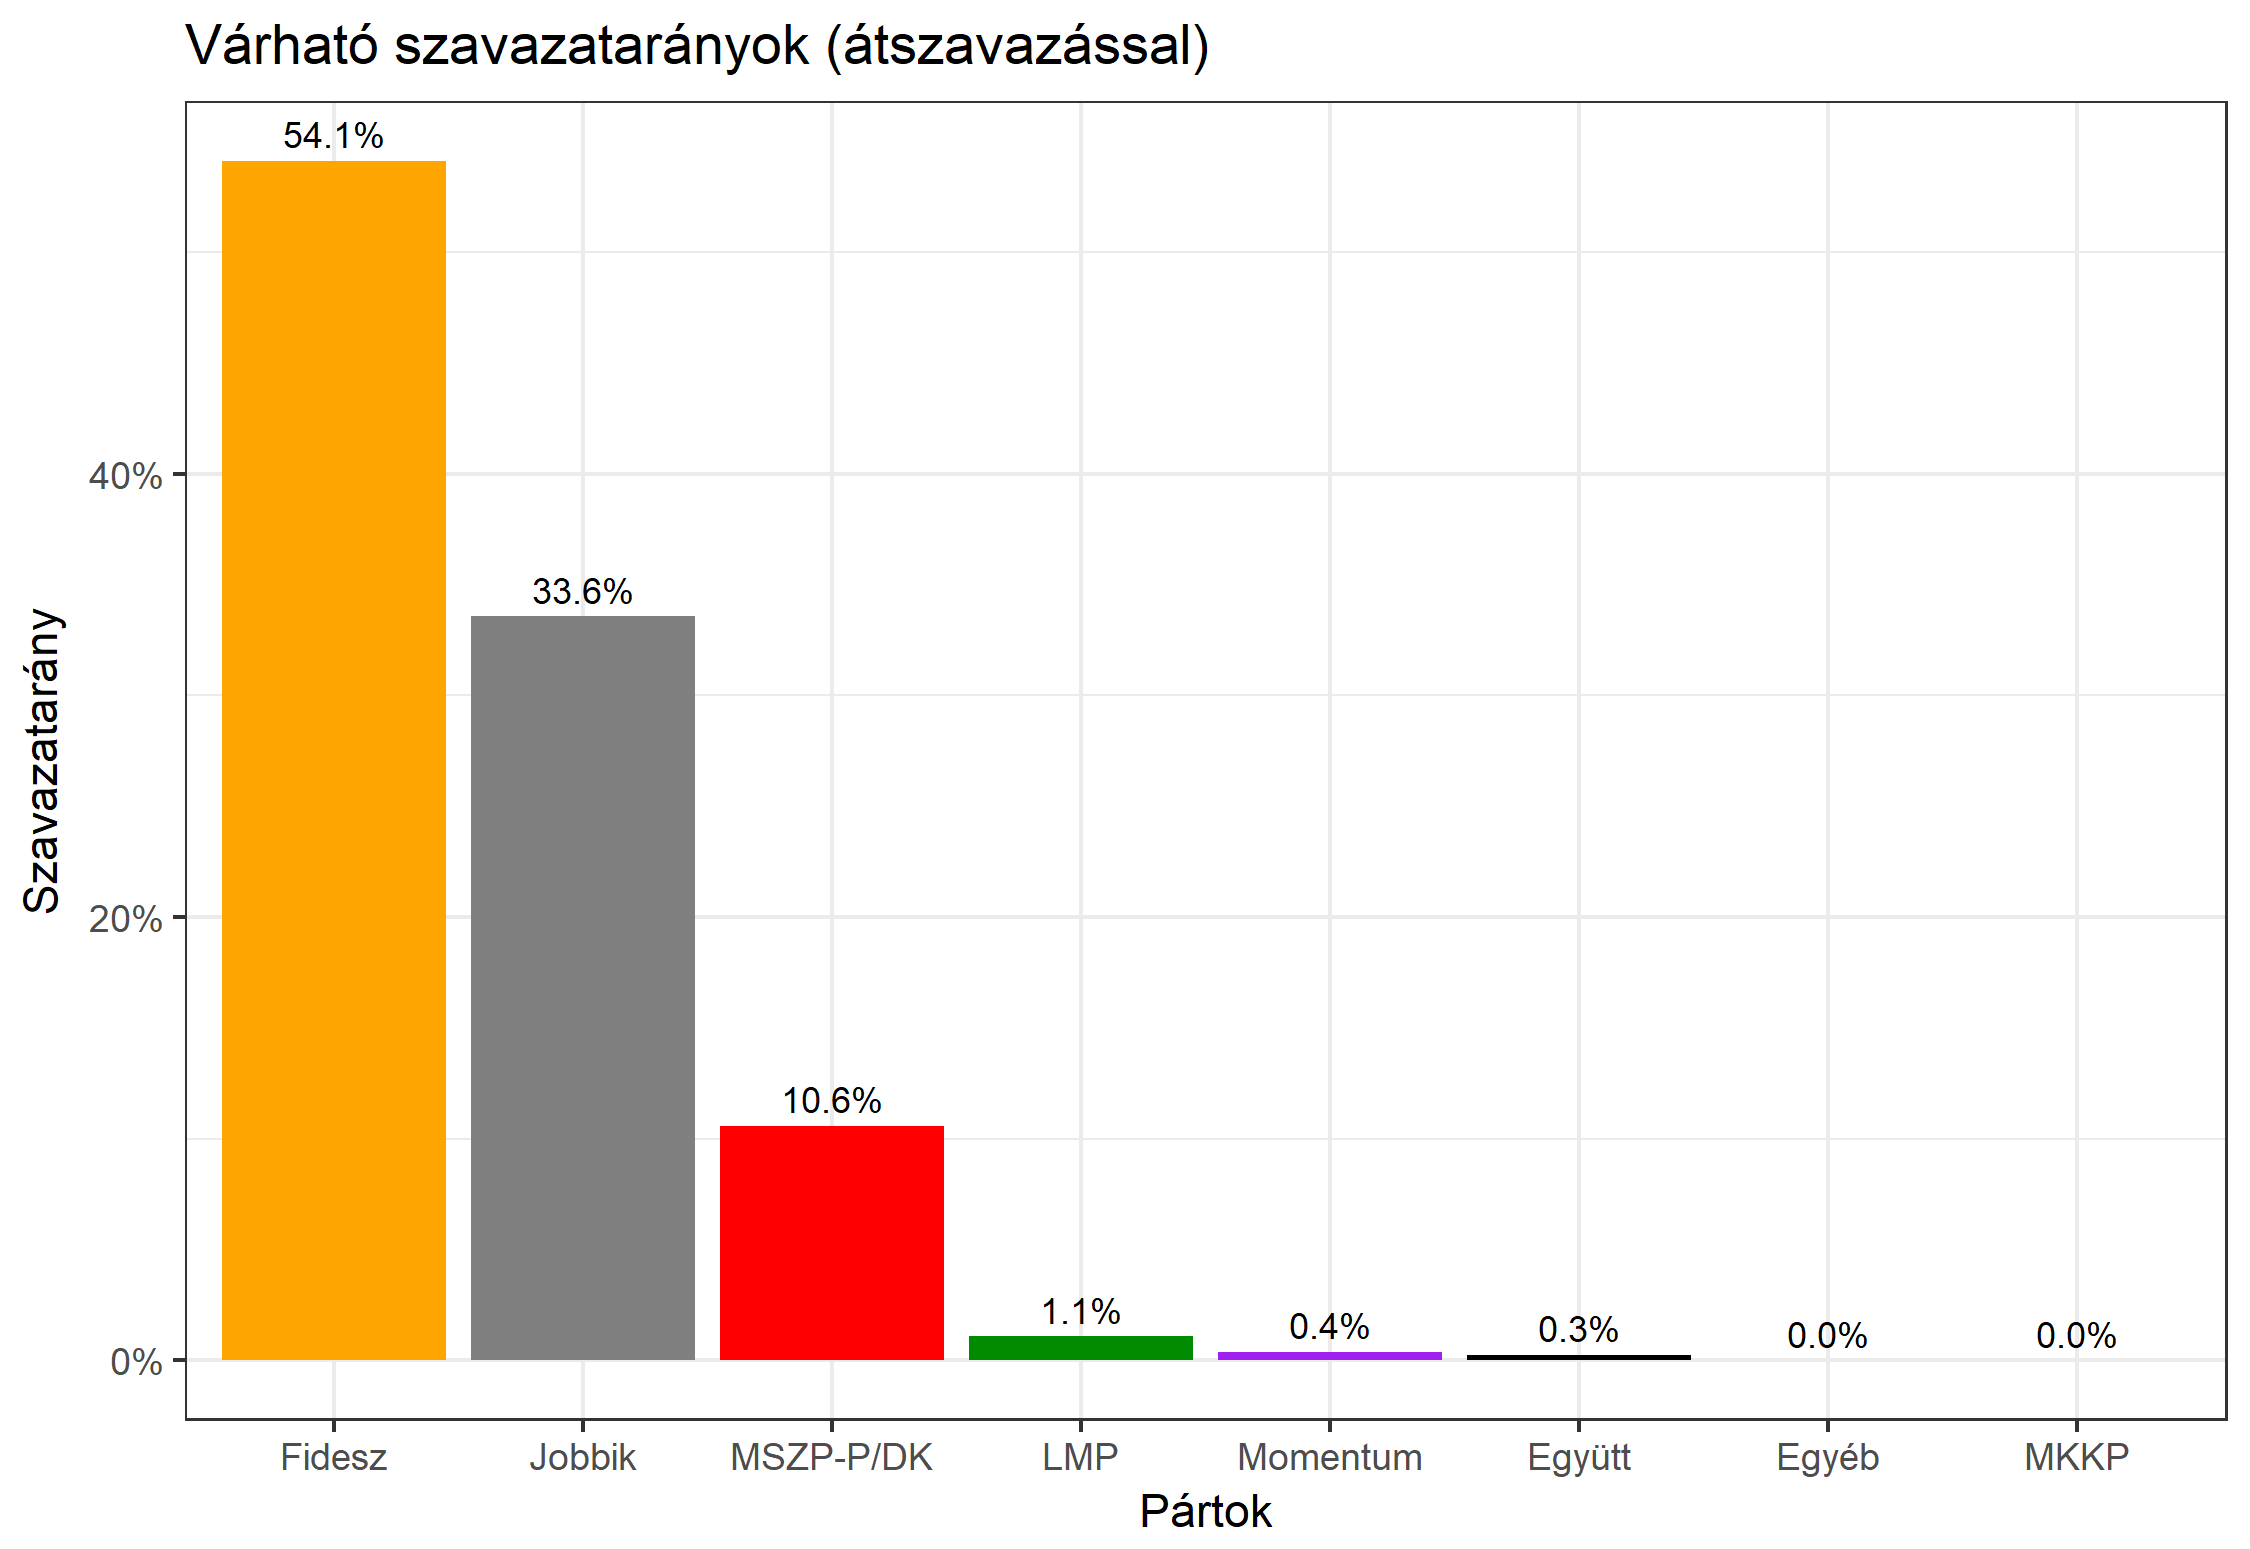 Várható szavazatarányok (átszavazással)
54.1%
33.6%
10.6%
1.1%
0.4%
0.3%
0.0%
0.0%
40%
20%
0%
Szavazatarány
Fidesz
Jobbik
MSZP-P/DK
LMP
Momentum
Együtt
Egyéb
MKKP
Pártok